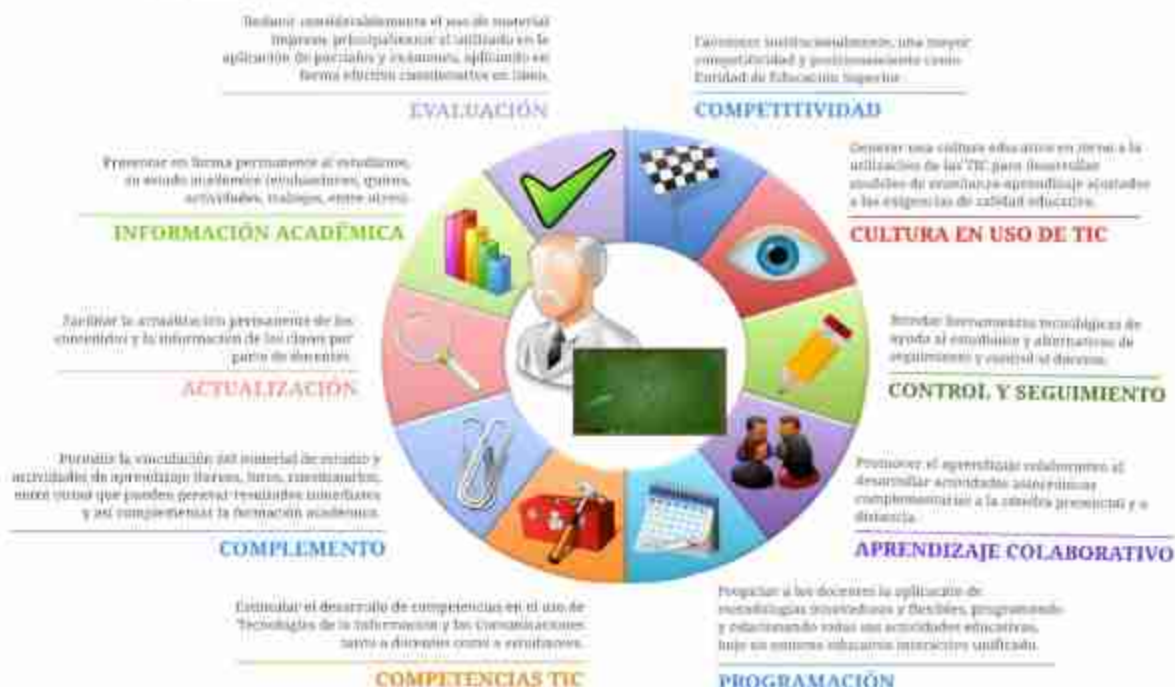 Reducir considerablemente el uso de material
impreso, principalmente el utilizado en la
aplicación de parciales y exámenes, aplicando en
forma efectiva cuestionarios en línea.
EVALUACIÓN
Favorecer institucionalmente, una mayor
competitividad y posicionamiento como
Entidad de Educación Superior
COMPETITIVIDAD
Presentar en forma permanente al estudiante,
su estado académico (evaluaciones, quices,
actividades, trabajos, entre otros).
INFORMACIÓN ACADÉMICA
Generar una cultura educativa en torno a la
utilización de las TIC para desarrollar
modelos de enseñanza-aprendizaje ajustados
a las exigencias de calidad educativa.
CULTURA EN USO DE TIC
Facilitar la actualización permanente de los
contenidos y la información de las clases por
parte de docentes.
ACTUALIZACIÓN
Brindar herramientas tecnológicas de
ayuda al estudiante y alternativas de
seguimiento y control al docente.
CONTROL Y SEGUIMIENTO
Permitir la vinculación del material de estudio y
actividades de aprendizaje (tareas, foros, cuestionarios,
entre otros) que pueden generar resultados inmediatos
y así complementar la formación académica.
COMPLEMENTO
Promover el aprendizaje colaborativo al
desarrollar actividades asincrónicas
complementarias a la cátedra presencial y a
distancia.
APRENDIZAJE COLABORATIVO
Estimular el desarrollo de competencias en el uso de
Tecnologías de la Información y las Comunicaciones
tanto a docentes como a estudiantes.
COMPETENCIAS TIC
Propiciar a los docentes la aplicación de
metodologías innovadoras y flexibles, programando
y relacionando todas sus actividades educativas,
bajo un entorno educativo interactivo unificado.
PROGRAMACIÓN